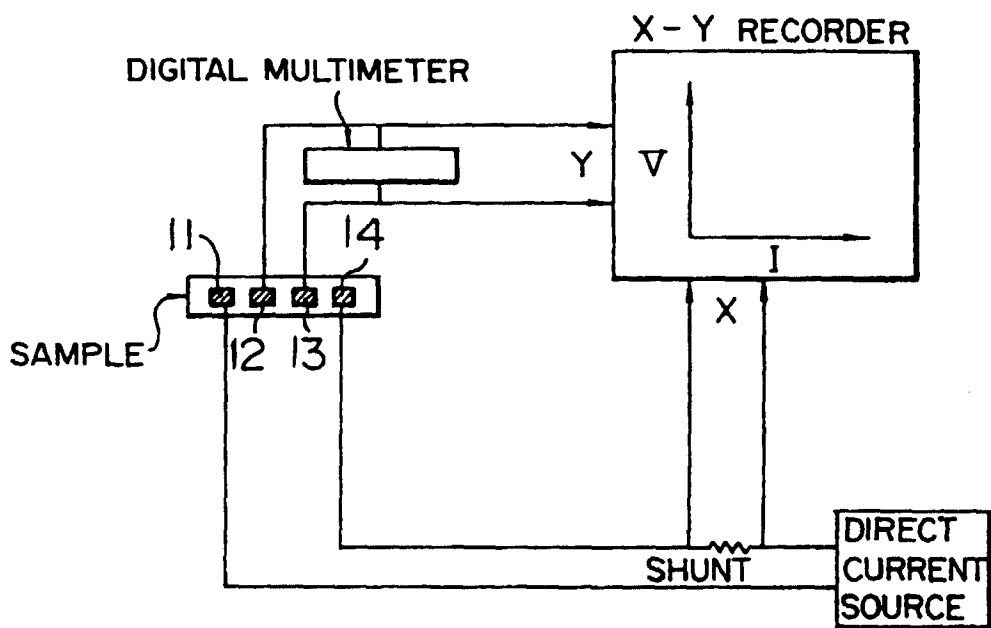 X-Y RECORDER
DIGITAL MULTIMETER
Y
V
I
X
11
14
12
13
SAMPLE
SHUNT
DIRECT
CURRENT
SOURCE